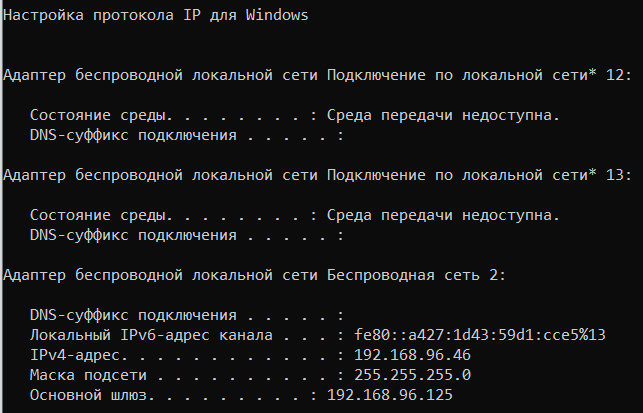 Настройка протокола IP для Windows
Адаптер беспроводной локальной сети Подключение по локальной сети* 12:
Состояние среды. . . . . . . . : Среда передачи недоступна.
DNS-суффикс подключения . . . . . :
Адаптер беспроводной локальной сети Подключение по локальной сети* 13:
Состояние среды. . . . . . . . : Среда передачи недоступна.
DNS-суффикс подключения . . . . . :
Адаптер беспроводной локальной сети Беспроводная сеть 2:
DNS-суффикс подключения . . . . . :
Локальный IPv6-адрес канала . . . : fe80::a427:1d43:59d1:cce5%13
IPv4-адрес. . . . . . . . . . . . : 192.168.96.46
Маска подсети . . . . . . . . . . : 255.255.255.0
Основной шлюз. . . . . . . . . : 192.168.96.125